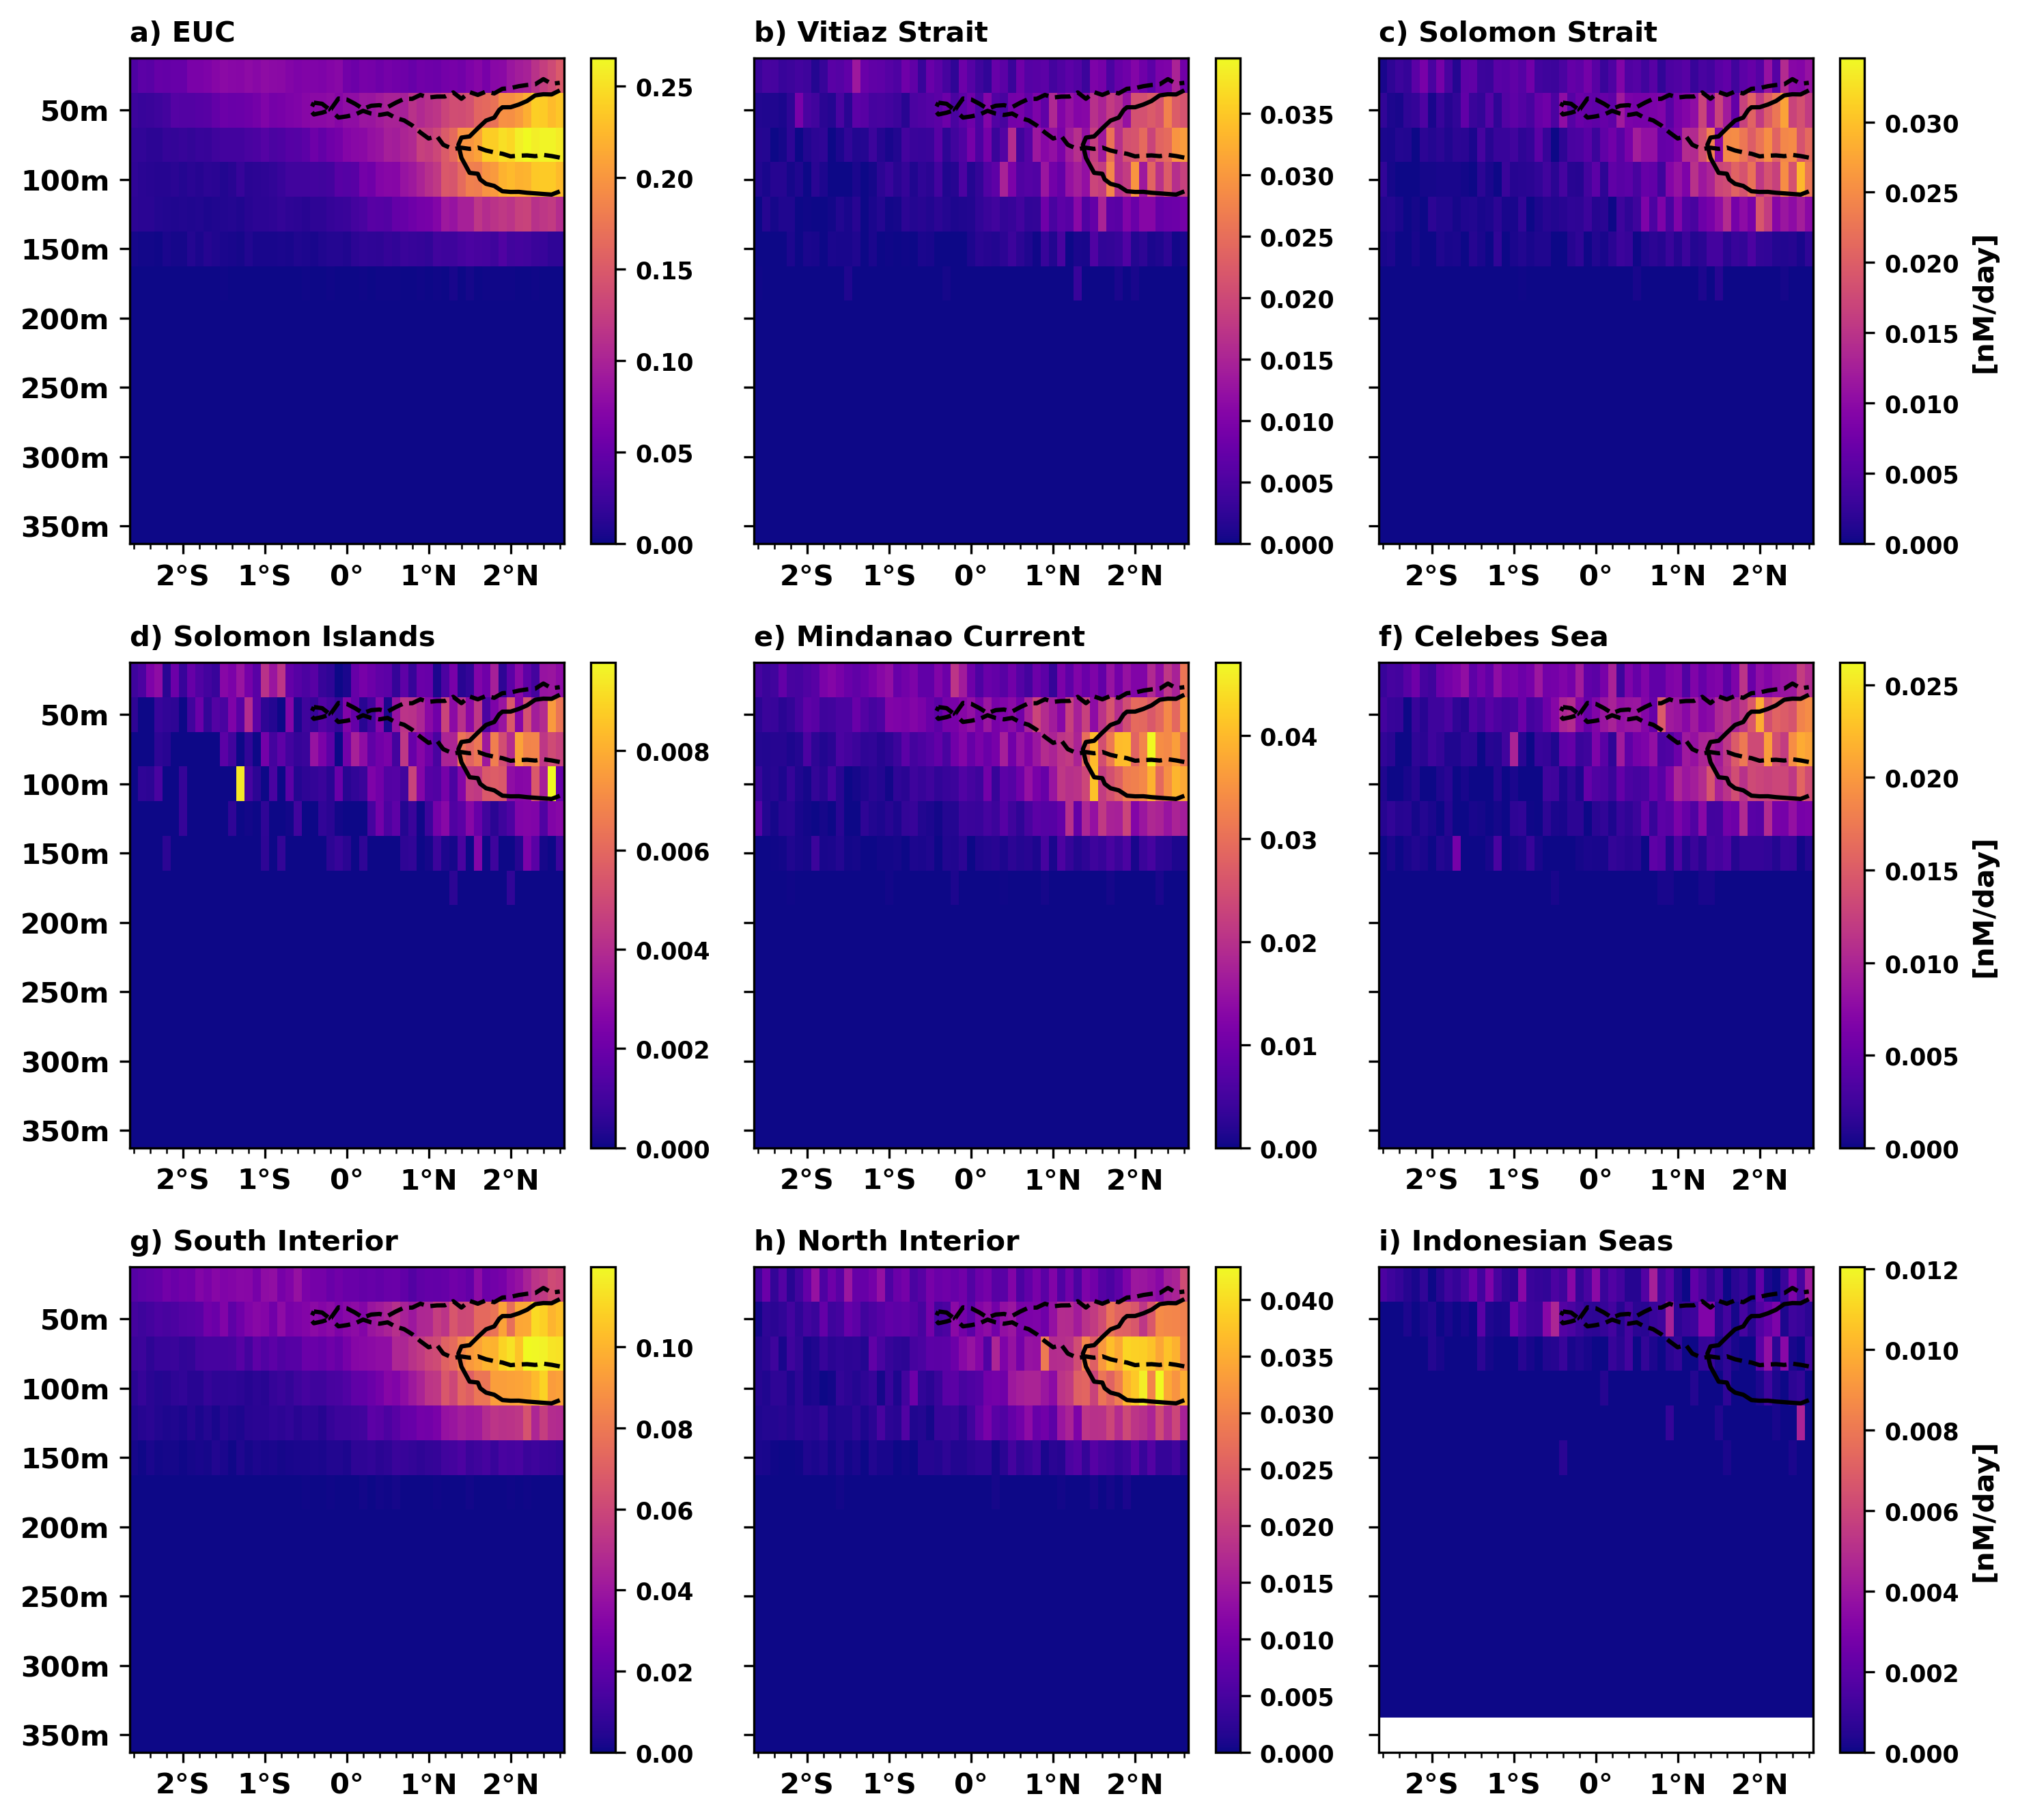 a) EUC
b) Vitiaz Strait
c) Solomon Strait
50m
100m
150m
200m
250m
300m
350m
2°S 1°S 0° 1°N 2°N
0.25
0.20
0.15
0.10
0.05
0.00
2°S 1°S 0° 1°N 2°N
0.035
0.030
0.025
0.020
0.015
0.010
0.005
0.000
2°S 1°S 0° 1°N 2°N
0.030
0.025
0.020
0.015
0.010
0.005
0.000
[nM/day]
d) Solomon Islands
e) Mindanao Current
f) Celebes Sea
50m
100m
150m
200m
250m
300m
350m
2°S 1°S 0° 1°N 2°N
0.008
0.006
0.004
0.002
0.000
2°S 1°S 0° 1°N 2°N
0.04
0.03
0.02
0.01
0.00
2°S 1°S 0° 1°N 2°N
0.025
0.020
0.015
0.010
0.005
0.000
[nM/day]
g) South Interior
h) North Interior
i) Indonesian Seas
50m
100m
150m
200m
250m
300m
350m
2°S 1°S 0° 1°N 2°N
0.10
0.08
0.06
0.04
0.02
0.00
2°S 1°S 0° 1°N 2°N
0.040
0.035
0.030
0.025
0.020
0.015
0.010
0.005
0.000
2°S 1°S 0° 1°N 2°N
0.012
0.010
0.008
0.006
0.004
0.002
0.000
[nM/day]